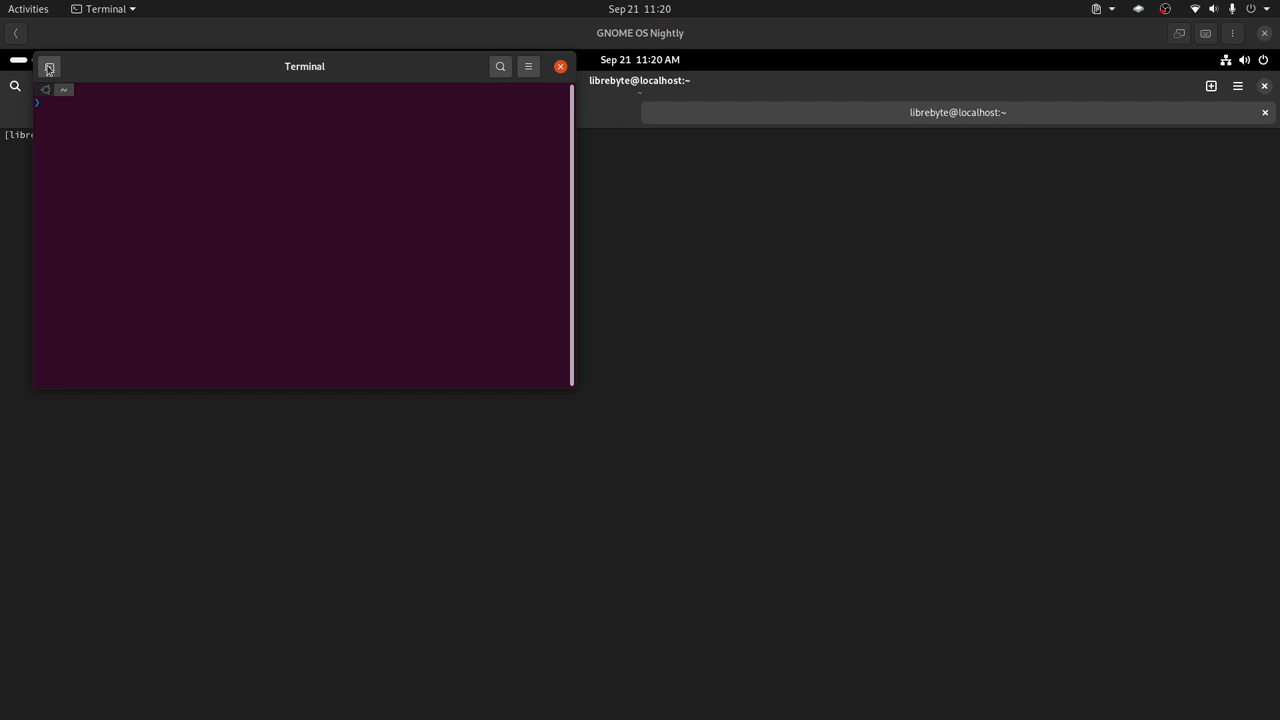 Activities
Terminal
Sep 21 11:20
GNOME OS Nightly
Sep 21 11:20 AM
Terminal
librebyte@localhost:~
~
librebyte@localhost:~
~
❯
[libre